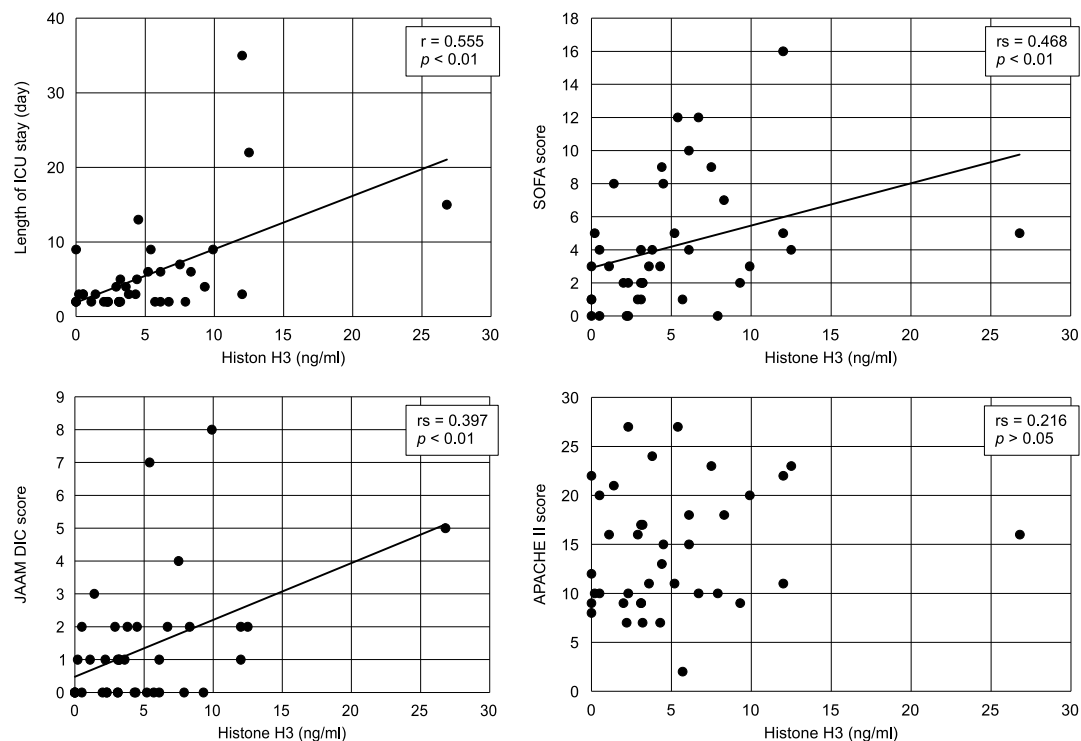 40
30
20
10
0
Length of ICU stay (day)
r = 0.555
p < 0.01
0 5 10 15 20 25 30
Histon H3 (ng/ml)
18
16
14
12
10
8
6
4
2
0
SOFA score
rs = 0.468
p < 0.01
0 5 10 15 20 25 30
Histone H3 (ng/ml)
9
8
7
6
5
4
3
2
1
0
JAAM DIC score
rs = 0.397
p < 0.01
0 5 10 15 20 25 30
Histone H3 (ng/ml)
30
25
20
15
10
5
0
APACHE II score
rs = 0.216
p > 0.05
0 5 10 15 20 25 30
Histone H3 (ng/ml)